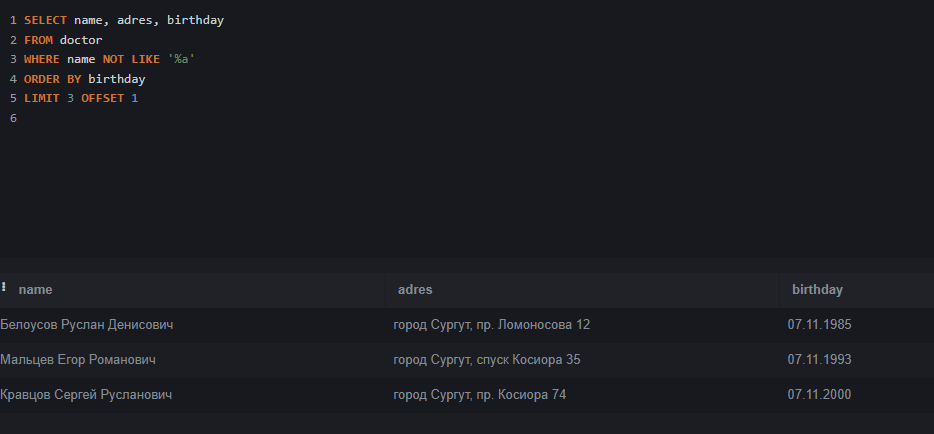 1 SELECT name, adres, birthday
2 FROM doctor
3 WHERE name NOT LIKE '%a'
4 ORDER BY birthday
5 LIMIT 3 OFFSET 1
6
name adres birthday
Белоусов Руслан Денисович город Сургут, пр. Ломоносова 12 07.11.1985
Мальцев Егор Романович город Сургут, спуск Косиора 35 07.11.1993
Кравцов Сергей Русланович город Сургут, пр. Косиора 74 07.11.2000